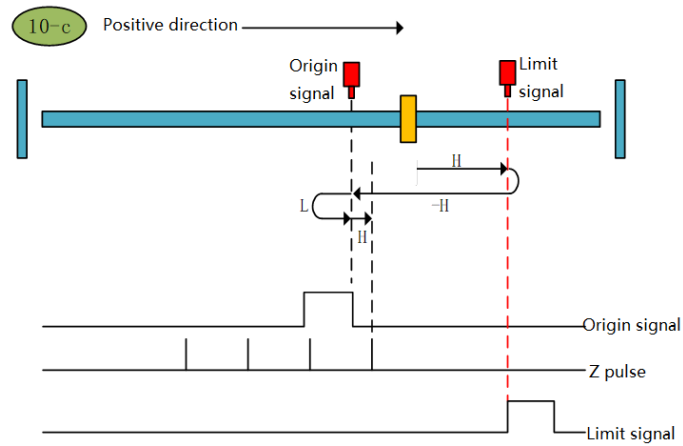 10-c
Positive direction
Origin
signal
Limit
signal
H
-H
L
H
Origin signal
Z pulse
Limit signal